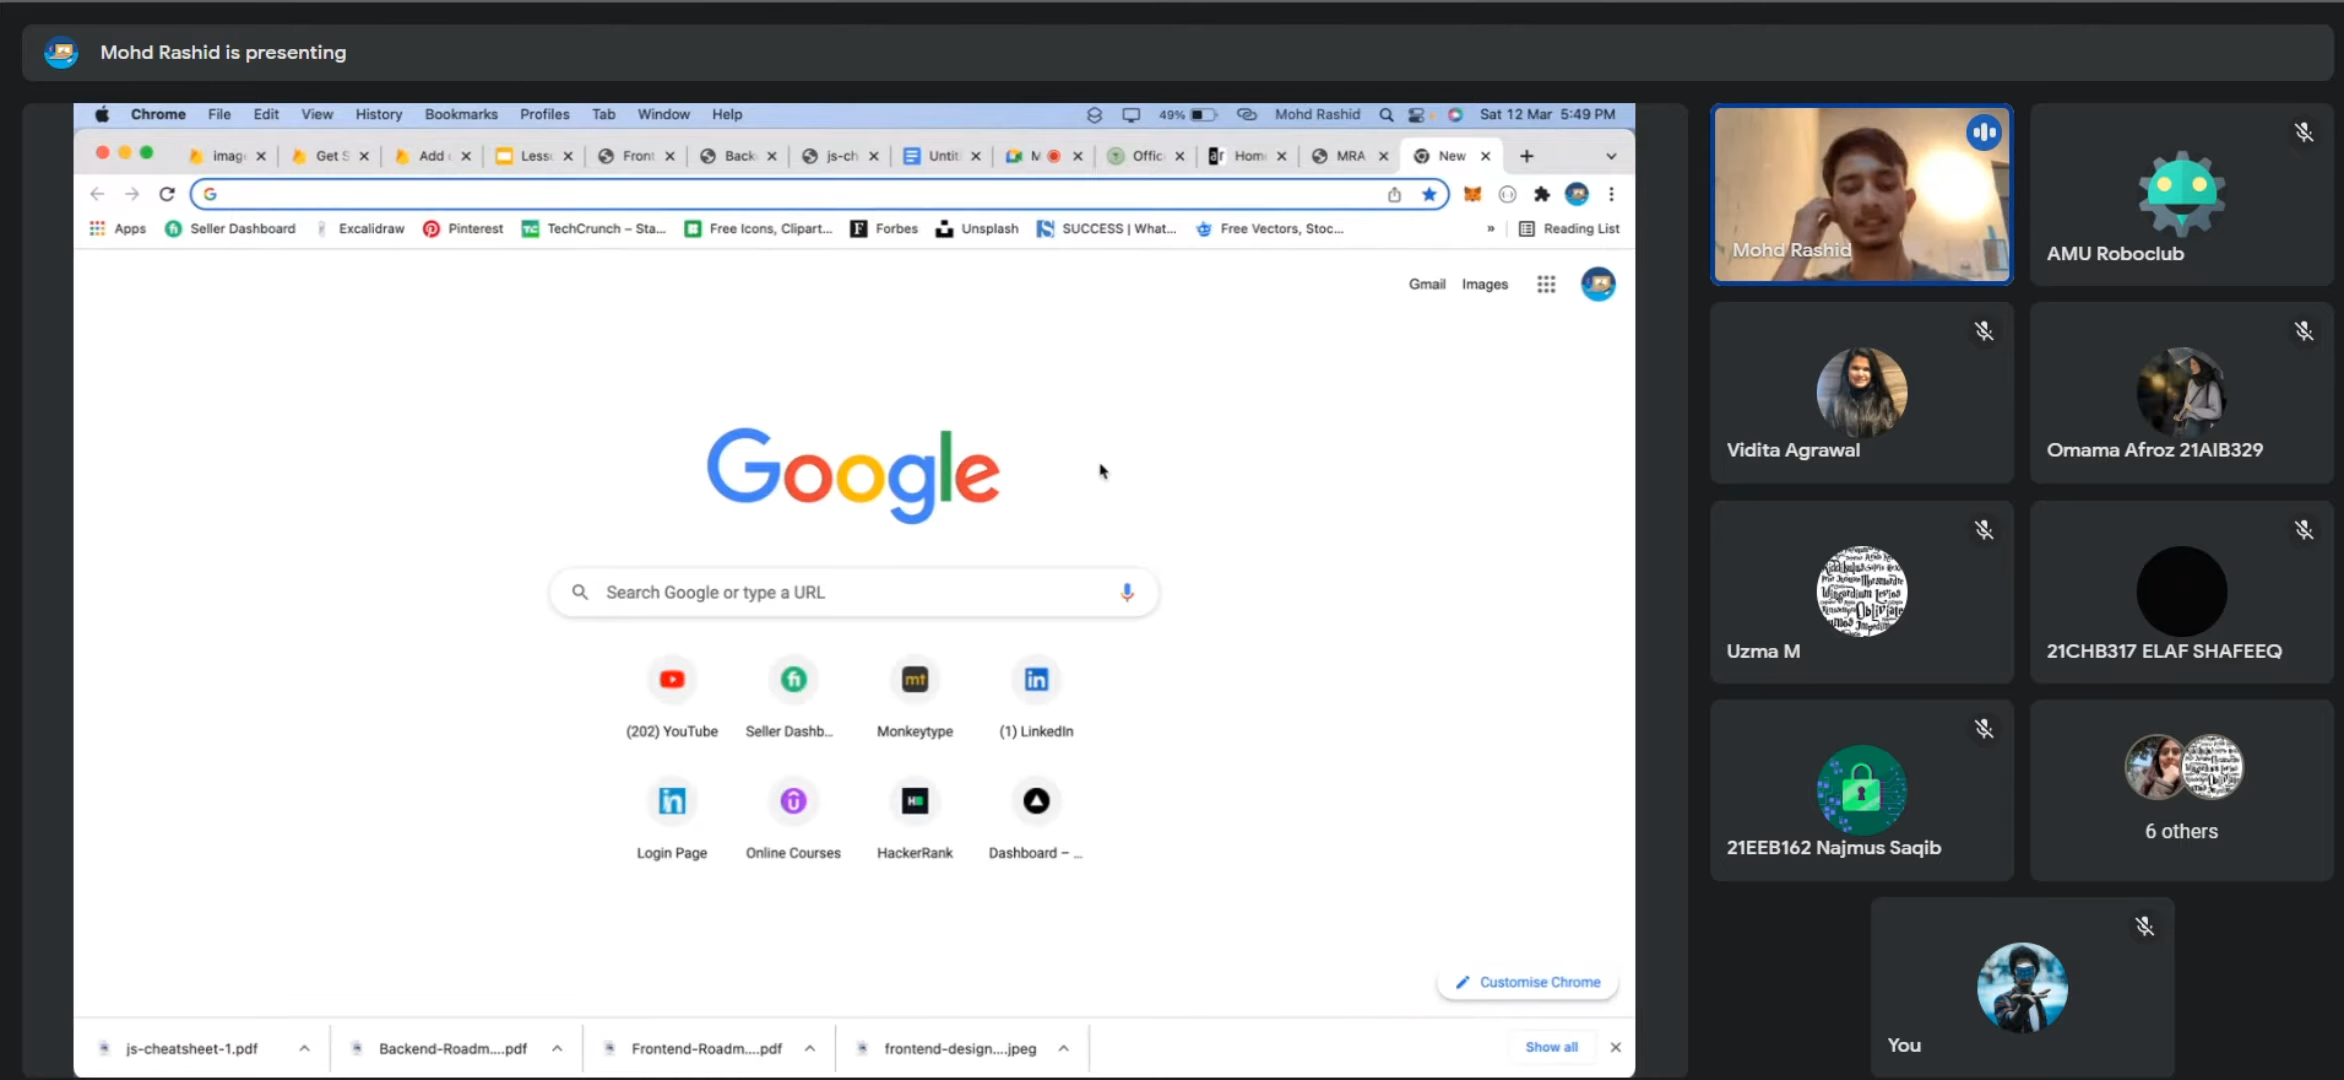 Mohd Rashid is presenting
Chrome File Edit View History Bookmarks Profiles Tab Window Help 49% Mohd Rashid Sat 12 Mar 5:49 PM
imag Get S Add Less Front Back js-ch Untit M Offic ar Hom MRA New
Apps Seller Dashboard Excalidraw Pinterest TechCrunch – Sta... Free Icons, Clipart... Forbes Unsplash SUCCESS | What... Free Vectors, Stoc... » Reading List
Gmail Images
Google
Search Google or type a URL
mt
(202) YouTube Seller Dashb... Monkeytype (1) LinkedIn
Login Page Online Courses HackerRank Dashboard – ...
Customise Chrome
js-cheatsheet-1.pdf Backend-Roadm....pdf Frontend-Roadm....pdf frontend-design....jpeg Show all
Mohd Rashid
AMU Roboclub
Vidita Agrawal
Omama Afroz 21AIB329
Uzma M
21CHB317 ELAF SHAFEEQ
21EEB162 Najmus Saqib
6 others
You